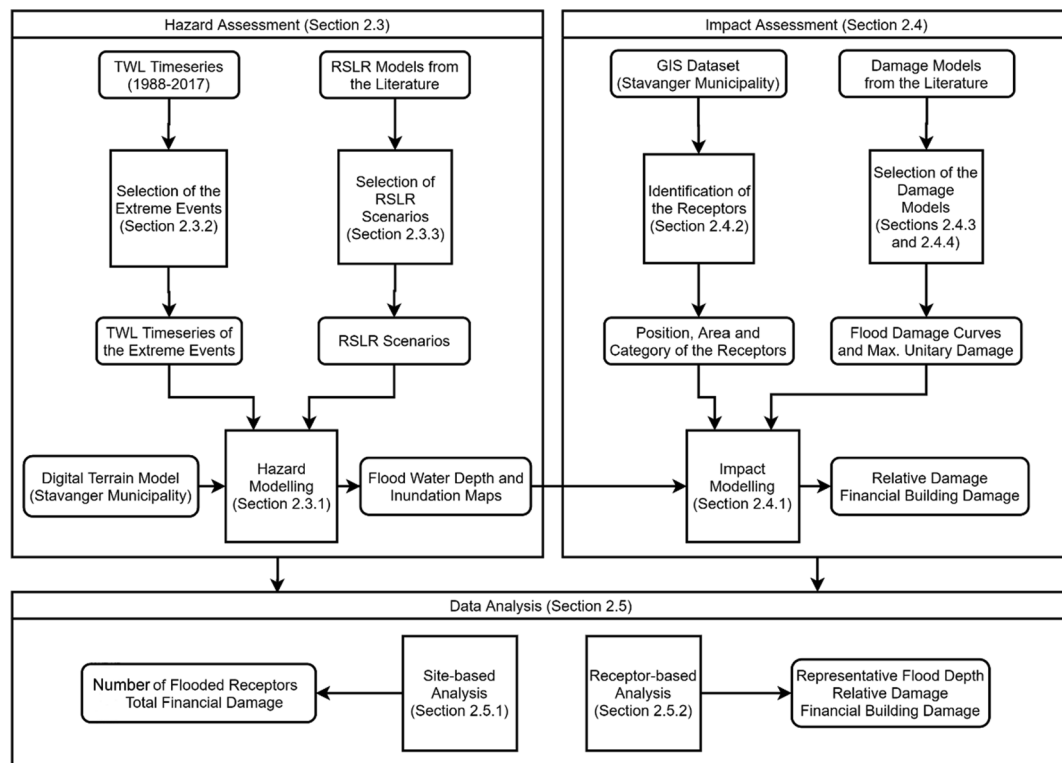 Hazard Assessment (Section 2.3)
TWL Timeseries
(1988-2017)
RSLR Models from
the Literature
Selection of the
Extreme Events
(Section 2.3.2)
Selection of
RSLR
Scenarios
(Section 2.3.3)
TWL Timeseries of
the Extreme Events
RSLR Scenarios
Digital Terrain Model
(Stavanger Municipality)
Hazard
Modelling
(Section 2.3.1)
Flood Water Depth and
Inundation Maps
Impact Assessment (Section 2.4)
GIS Dataset
(Stavanger Municipality)
Damage Models
from the Literature
Identification of
the Receptors
(Section 2.4.2)
Selection of the
Damage
Models
(Sections 2.4.3
and 2.4.4)
Position, Area and
Category of the Receptors
Flood Damage Curves
and Max. Unitary Damage
Impact
Modelling
(Section 2.4.1)
Relative Damage
Financial Building Damage
Data Analysis (Section 2.5)
Number of Flooded Receptors
Total Financial Damage
Site-based
Analysis
(Section 2.5.1)
Receptor-based
Analysis
(Section 2.5.2)
Representative Flood Depth
Relative Damage
Financial Building Damage